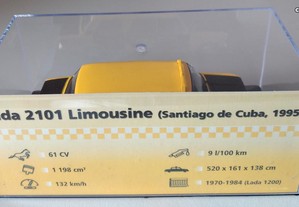 da 2101 Limousine (Santiago de Cuba, 1995
61 CV
9 l/100 km
1 198 cm³
520 x 161 x 138 cm
132 km/h
1970-1984 (Lada 1200)